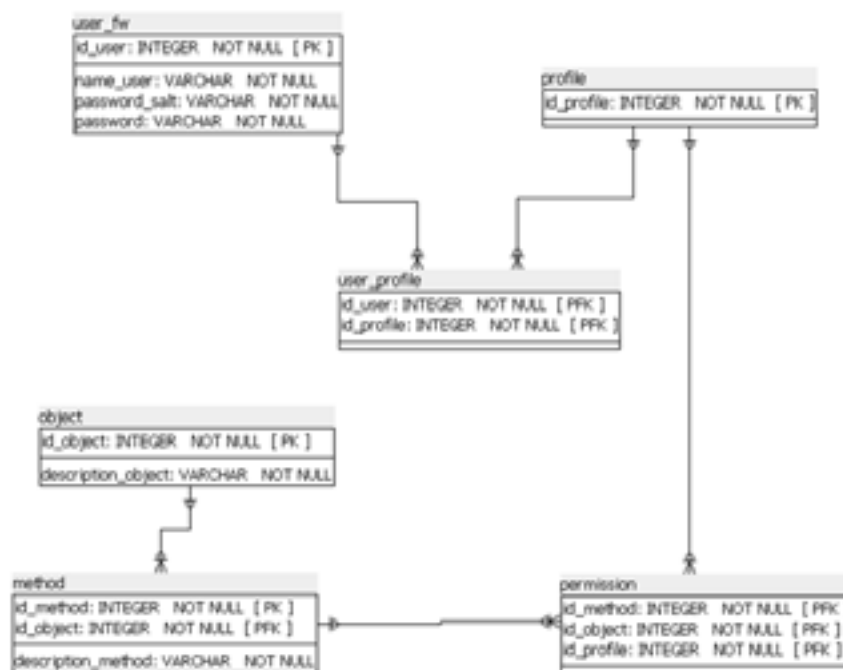 user_fw
id_user: INTEGER NOT NULL [ PK ]
name_user: VARCHAR NOT NULL
password_salt: VARCHAR NOT NULL
password: VARCHAR NOT NULL
profile
id_profile: INTEGER NOT NULL [ PK ]
user_profile
id_user: INTEGER NOT NULL [ PFK ]
id_profile: INTEGER NOT NULL [ PFK ]
object
id_object: INTEGER NOT NULL [ PK ]
description_object: VARCHAR NOT NULL
method
id_method: INTEGER NOT NULL [ PK ]
id_object: INTEGER NOT NULL [ PFK ]
description_method: VARCHAR NOT NULL
permission
id_method: INTEGER NOT NULL [ PFK
id_object: INTEGER NOT NULL [ PFK ]
id_profile: INTEGER NOT NULL [ PFK ]